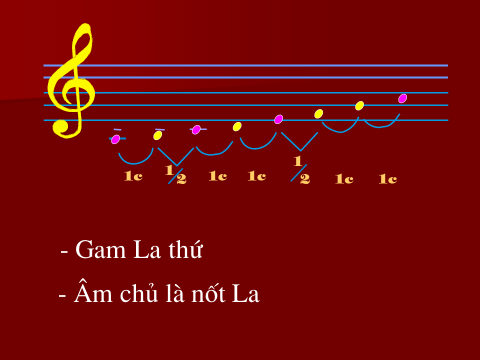 1c 1/2 1c 1c 1/2 1c 1c
- Gam La thứ
- Âm chủ là nốt La